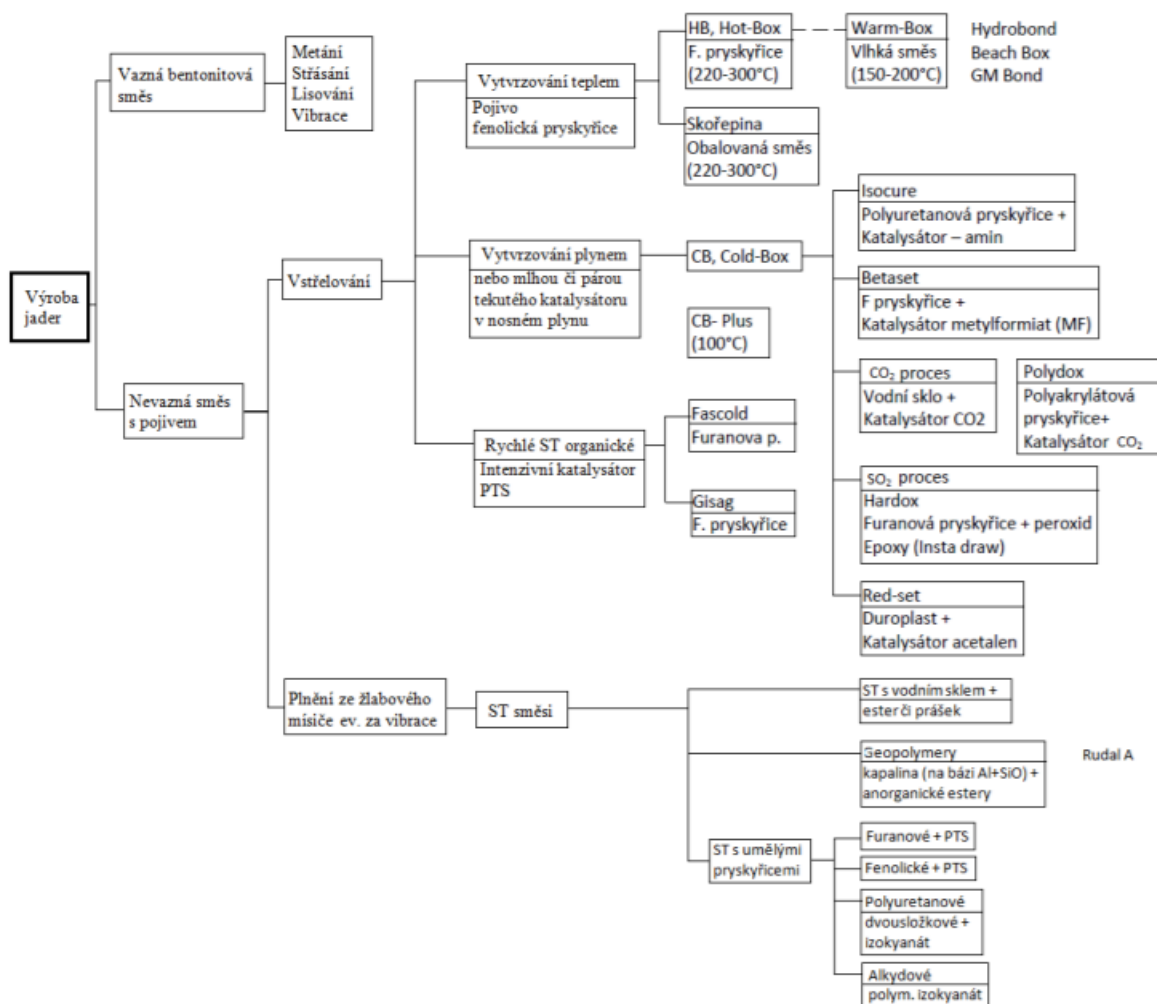 Výroba
jader
Vazná bentonitová
směs
Metání
Střásání
Lisování
Vibrace
Nevazná směs
s pojivem
Vstřelování
Vytvrzování teplem
Pojivo
fenolická pryskyřice
HB, Hot-Box
F. pryskyřice
(220-300°C)
Warm-Box
Vlhká směs
(150-200°C)
Hydrobond
Beach Box
GM Bond
Skořepina
Obalovaná směs
(220-300°C)
Vytvrzování plynem
nebo mlhou či párou
tekutého katalysátoru
v nosném plynu
CB, Cold-Box
CB- Plus
(100°C)
Isocure
Polyuretanová pryskyřice +
Katalysátor – amin
Betaset
F pryskyřice +
Katalysátor metylformiat (MF)
CO₂ proces
Vodní sklo +
Katalysátor CO2
Polydox
Polyakrylátová
pryskyřice+
Katalysátor CO₂
SO₂ proces
Hardox
Furanová pryskyřice + peroxid
Epoxy (Insta draw)
Red-set
Duroplast +
Katalysátor acetalen
Rychlé ST organické
Intenzivní katalysátor
PTS
Fascold
Furanova p.
Gisag
F. pryskyřice
Plnění ze žlabového
mísiče ev. za vibrace
ST směsi
ST s vodním sklem +
ester či prášek
Geopolymery
kapalina (na bázi Al+SiO) +
anorganické estery
Rudal A
ST s umělými
pryskyřicemi
Furanové + PTS
Fenolické + PTS
Polyuretanové
dvousložkové +
izokyanát
Alkydové
polym. izokyanát